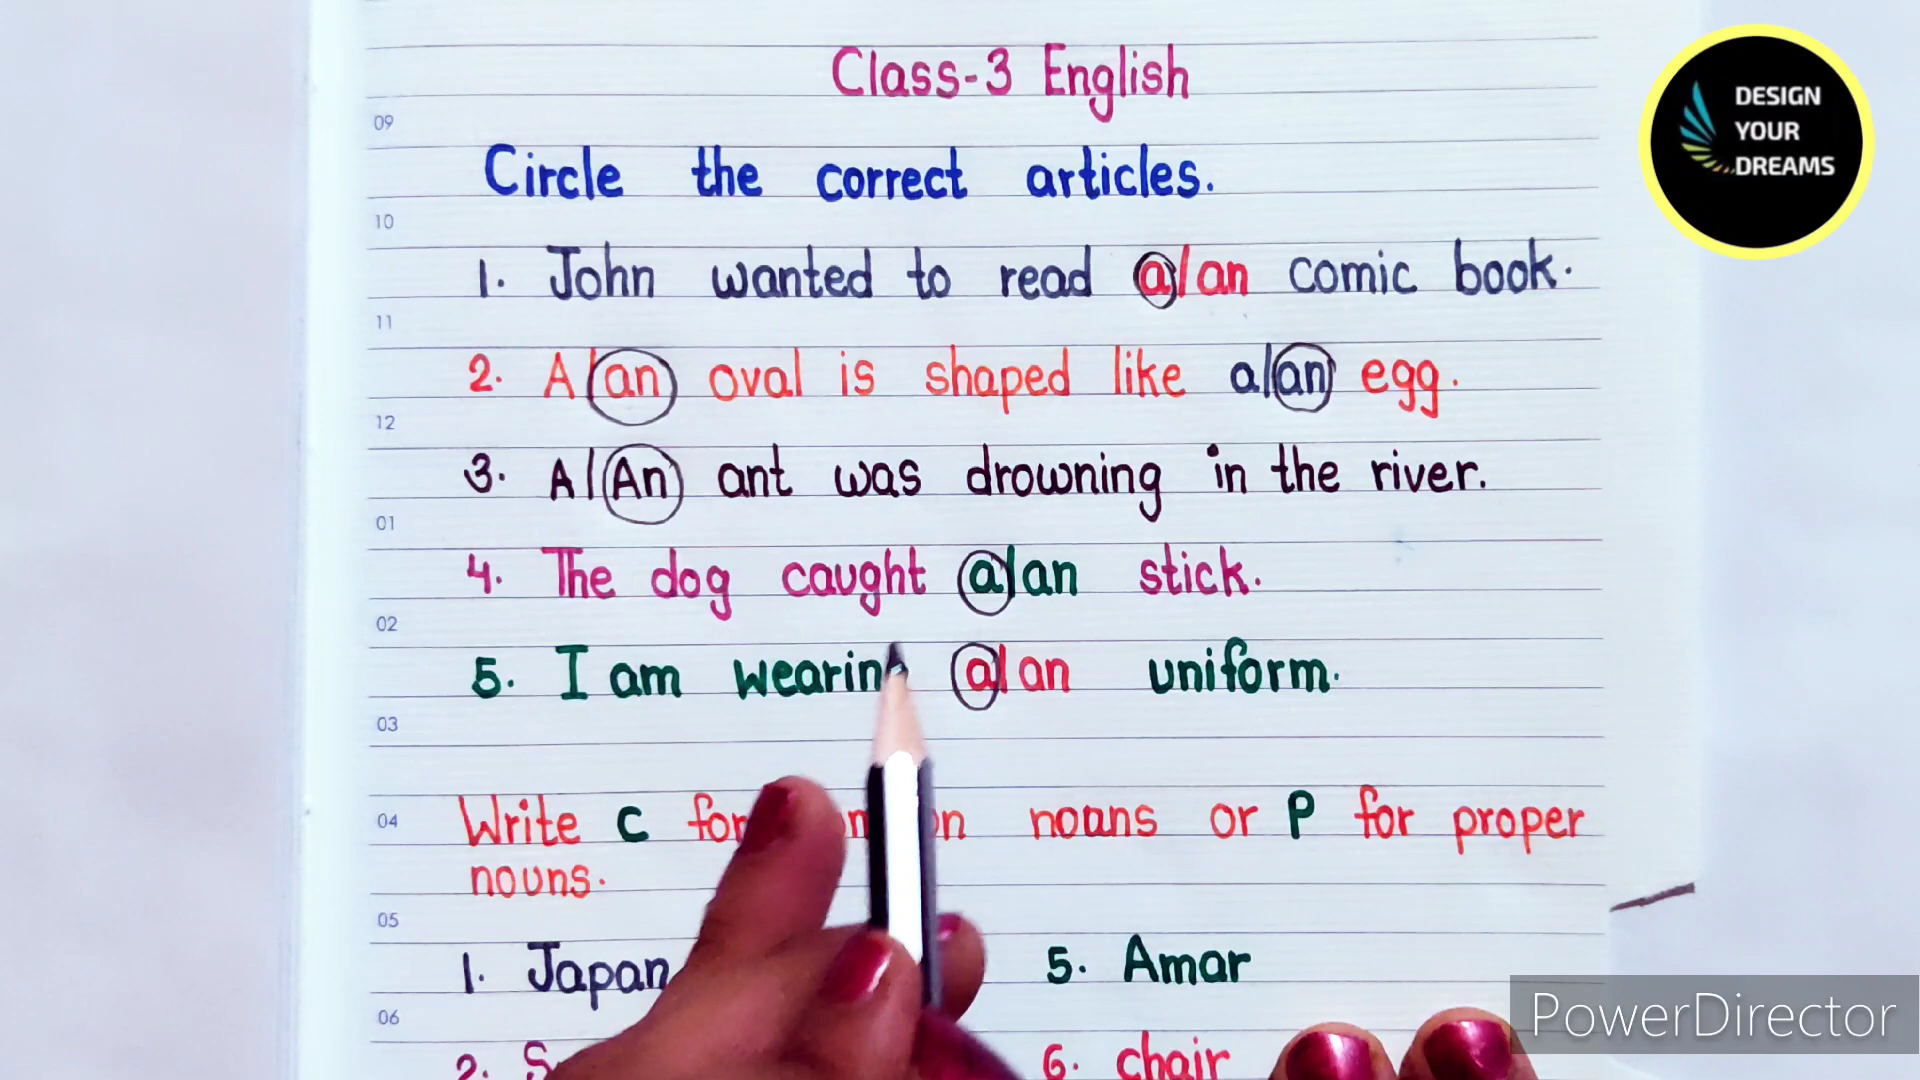 Class-3 English
DESIGN
YOUR
DREAMS
09
Circle the correct articles.
10
1. John wanted to read a/an comic book.
11
2. A/an oval is shaped like a/an egg.
12
3. A/An ant was drowning in the river.
01
4. The dog caught a/an stick.
02
5. I am wearin a/an uniform.
03
04 Write C for nouns or P for proper
nouns.
05
1. Japan 5. Amar
06
2. 6. chair
PowerDirector